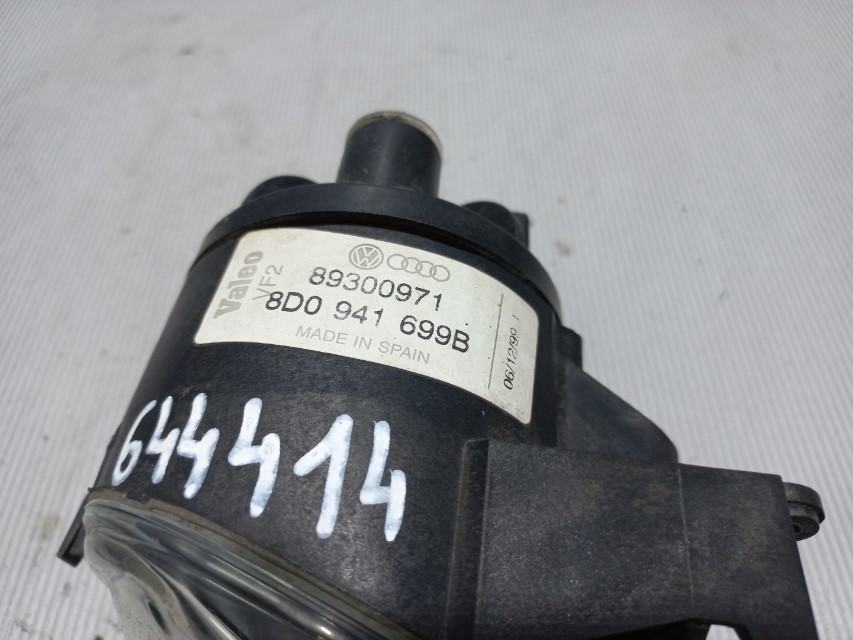 Valeo
VF2
89300971
8D0 941 699B
MADE IN SPAIN
06/12/99
644414